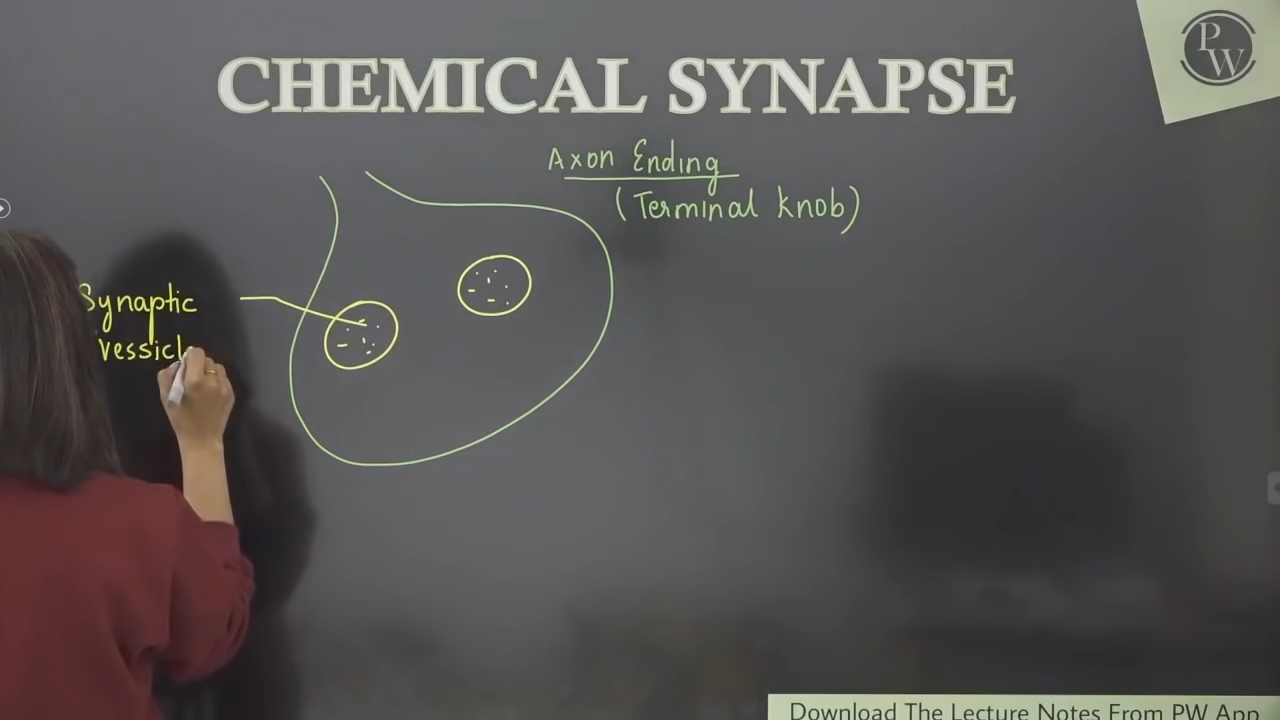 PW
CHEMICAL SYNAPSE
Axon Ending
(Terminal knob)
Synaptic
vessicl
Download The Lecture Notes From PW App